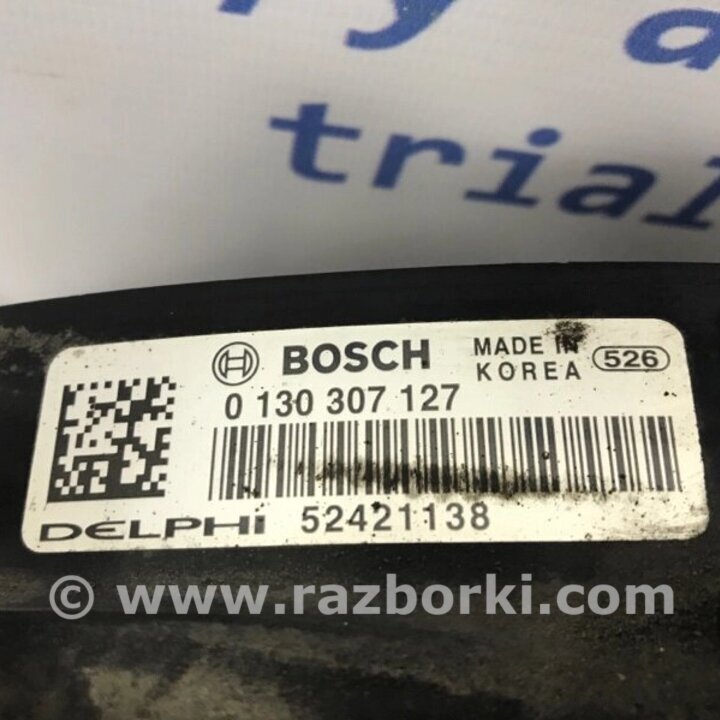 trial
BOSCH MADE IN KOREA 526
0 130 307 127
DELPHI 52421138
© www.razborki.com